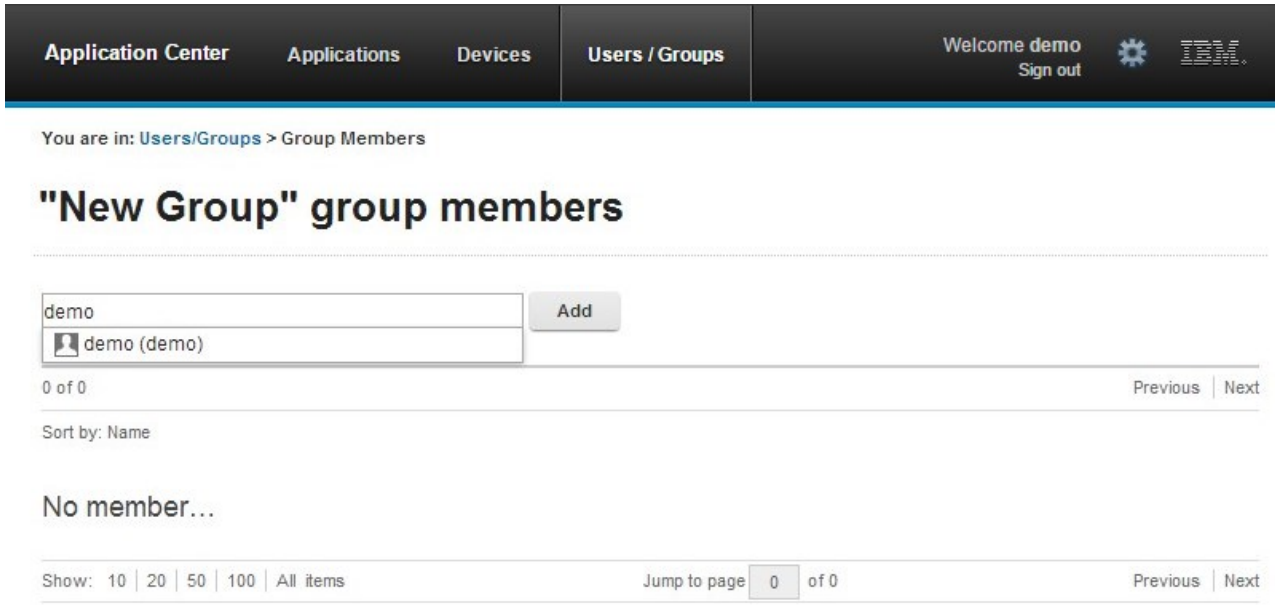 Application Center Applications Devices Users / Groups Welcome demo IBM.
Sign out
You are in: Users/Groups > Group Members
"New Group" group members
demo Add
demo (demo)
0 of 0 Previous Next
Sort by: Name
No member...
Show: 10 20 50 100 All items Jump to page 0 of 0 Previous Next